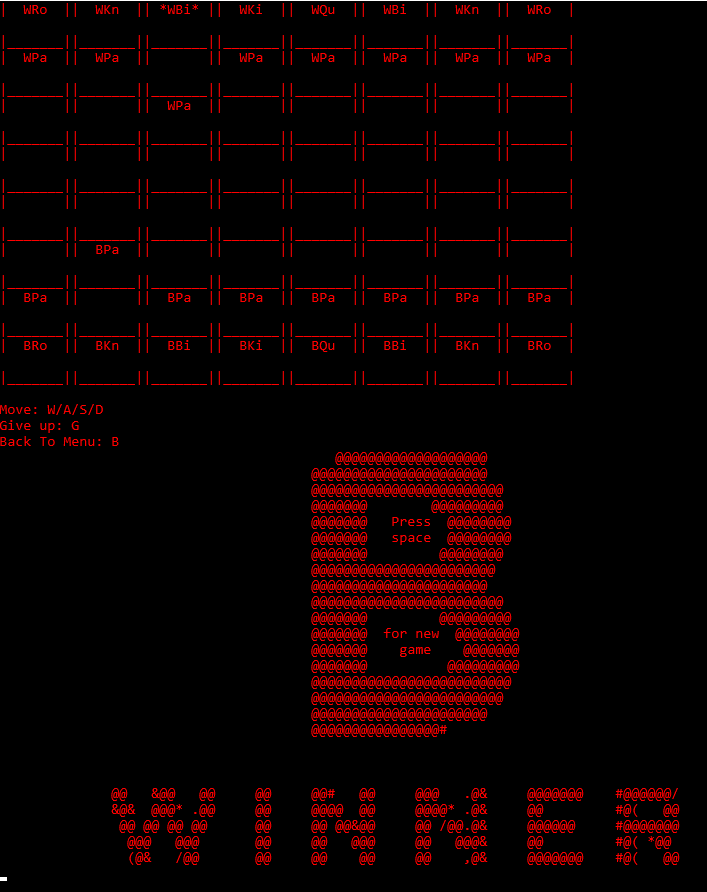 WRo WKn *WBi* WKi WQu WBi WKn WRo
WPa WPa WPa WPa WPa WPa WPa
WPa
BPa
BPa BPa BPa BPa BPa BPa BPa
BRo BKn BBi BKi BQu BBi BKn BRo
Move: W/A/S/D
Give up: G
Back To Menu: B
B
Press
space
for new
game
WINNER